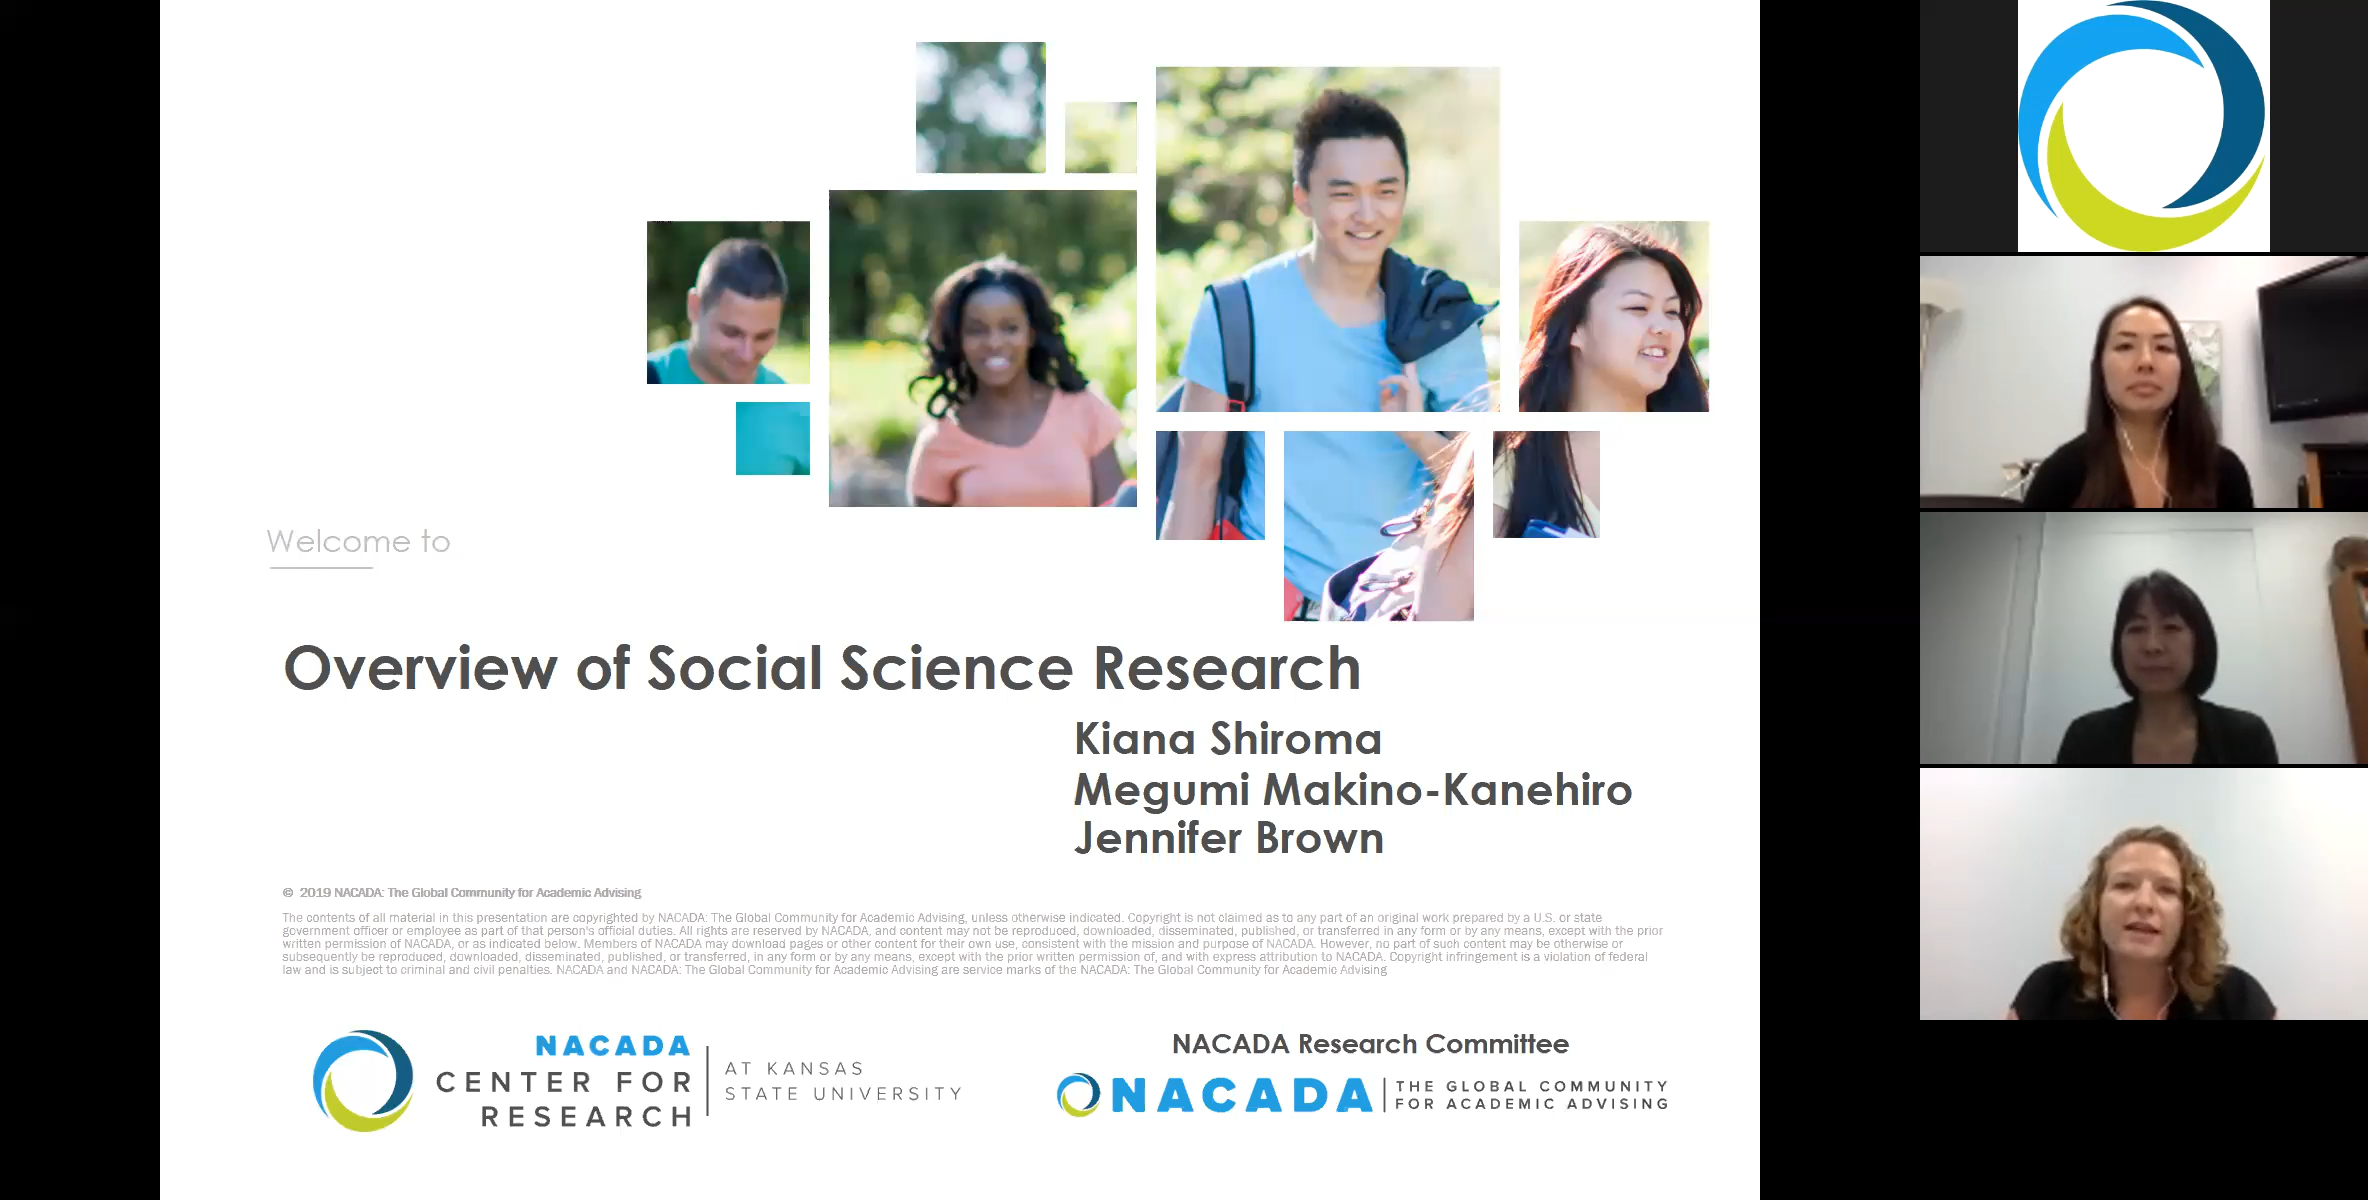 Welcome to
Overview of Social Science Research
Kiana Shiroma
Megumi Makino-Kanehiro
Jennifer Brown
© 2019 NACADA: The Global Community for Academic Advising
The contents of all material in this presentation are copyrighted by NACADA: The Global Community for Academic Advising, unless otherwise indicated. Copyright is not claimed as to any part of an original work prepared by a U.S. or state
government officer or employee as part of that person's official duties. All rights are reserved by NACADA, and content may not be reproduced, downloaded, disseminated, published, or transferred in any form or by any means, except with the prior
written permission of NACADA, or as indicated below. Members of NACADA may download pages or other content for their own use, consistent with the mission and purpose of NACADA. However, no part of such content may be otherwise or
subsequently be reproduced, downloaded, disseminated, published, or transferred, in any form or by any means, except with the prior written permission of, and with express attribution to NACADA. Copyright infringement is a violation of federal
law and is subject to criminal and civil penalties. NACADA and NACADA: The Global Community for Academic Advising are service marks of the NACADA: The Global Community for Academic Advising
NACADA
CENTER FOR
RESEARCH
AT KANSAS
STATE UNIVERSITY
NACADA Research Committee
NACADA
THE GLOBAL COMMUNITY
FOR ACADEMIC ADVISING